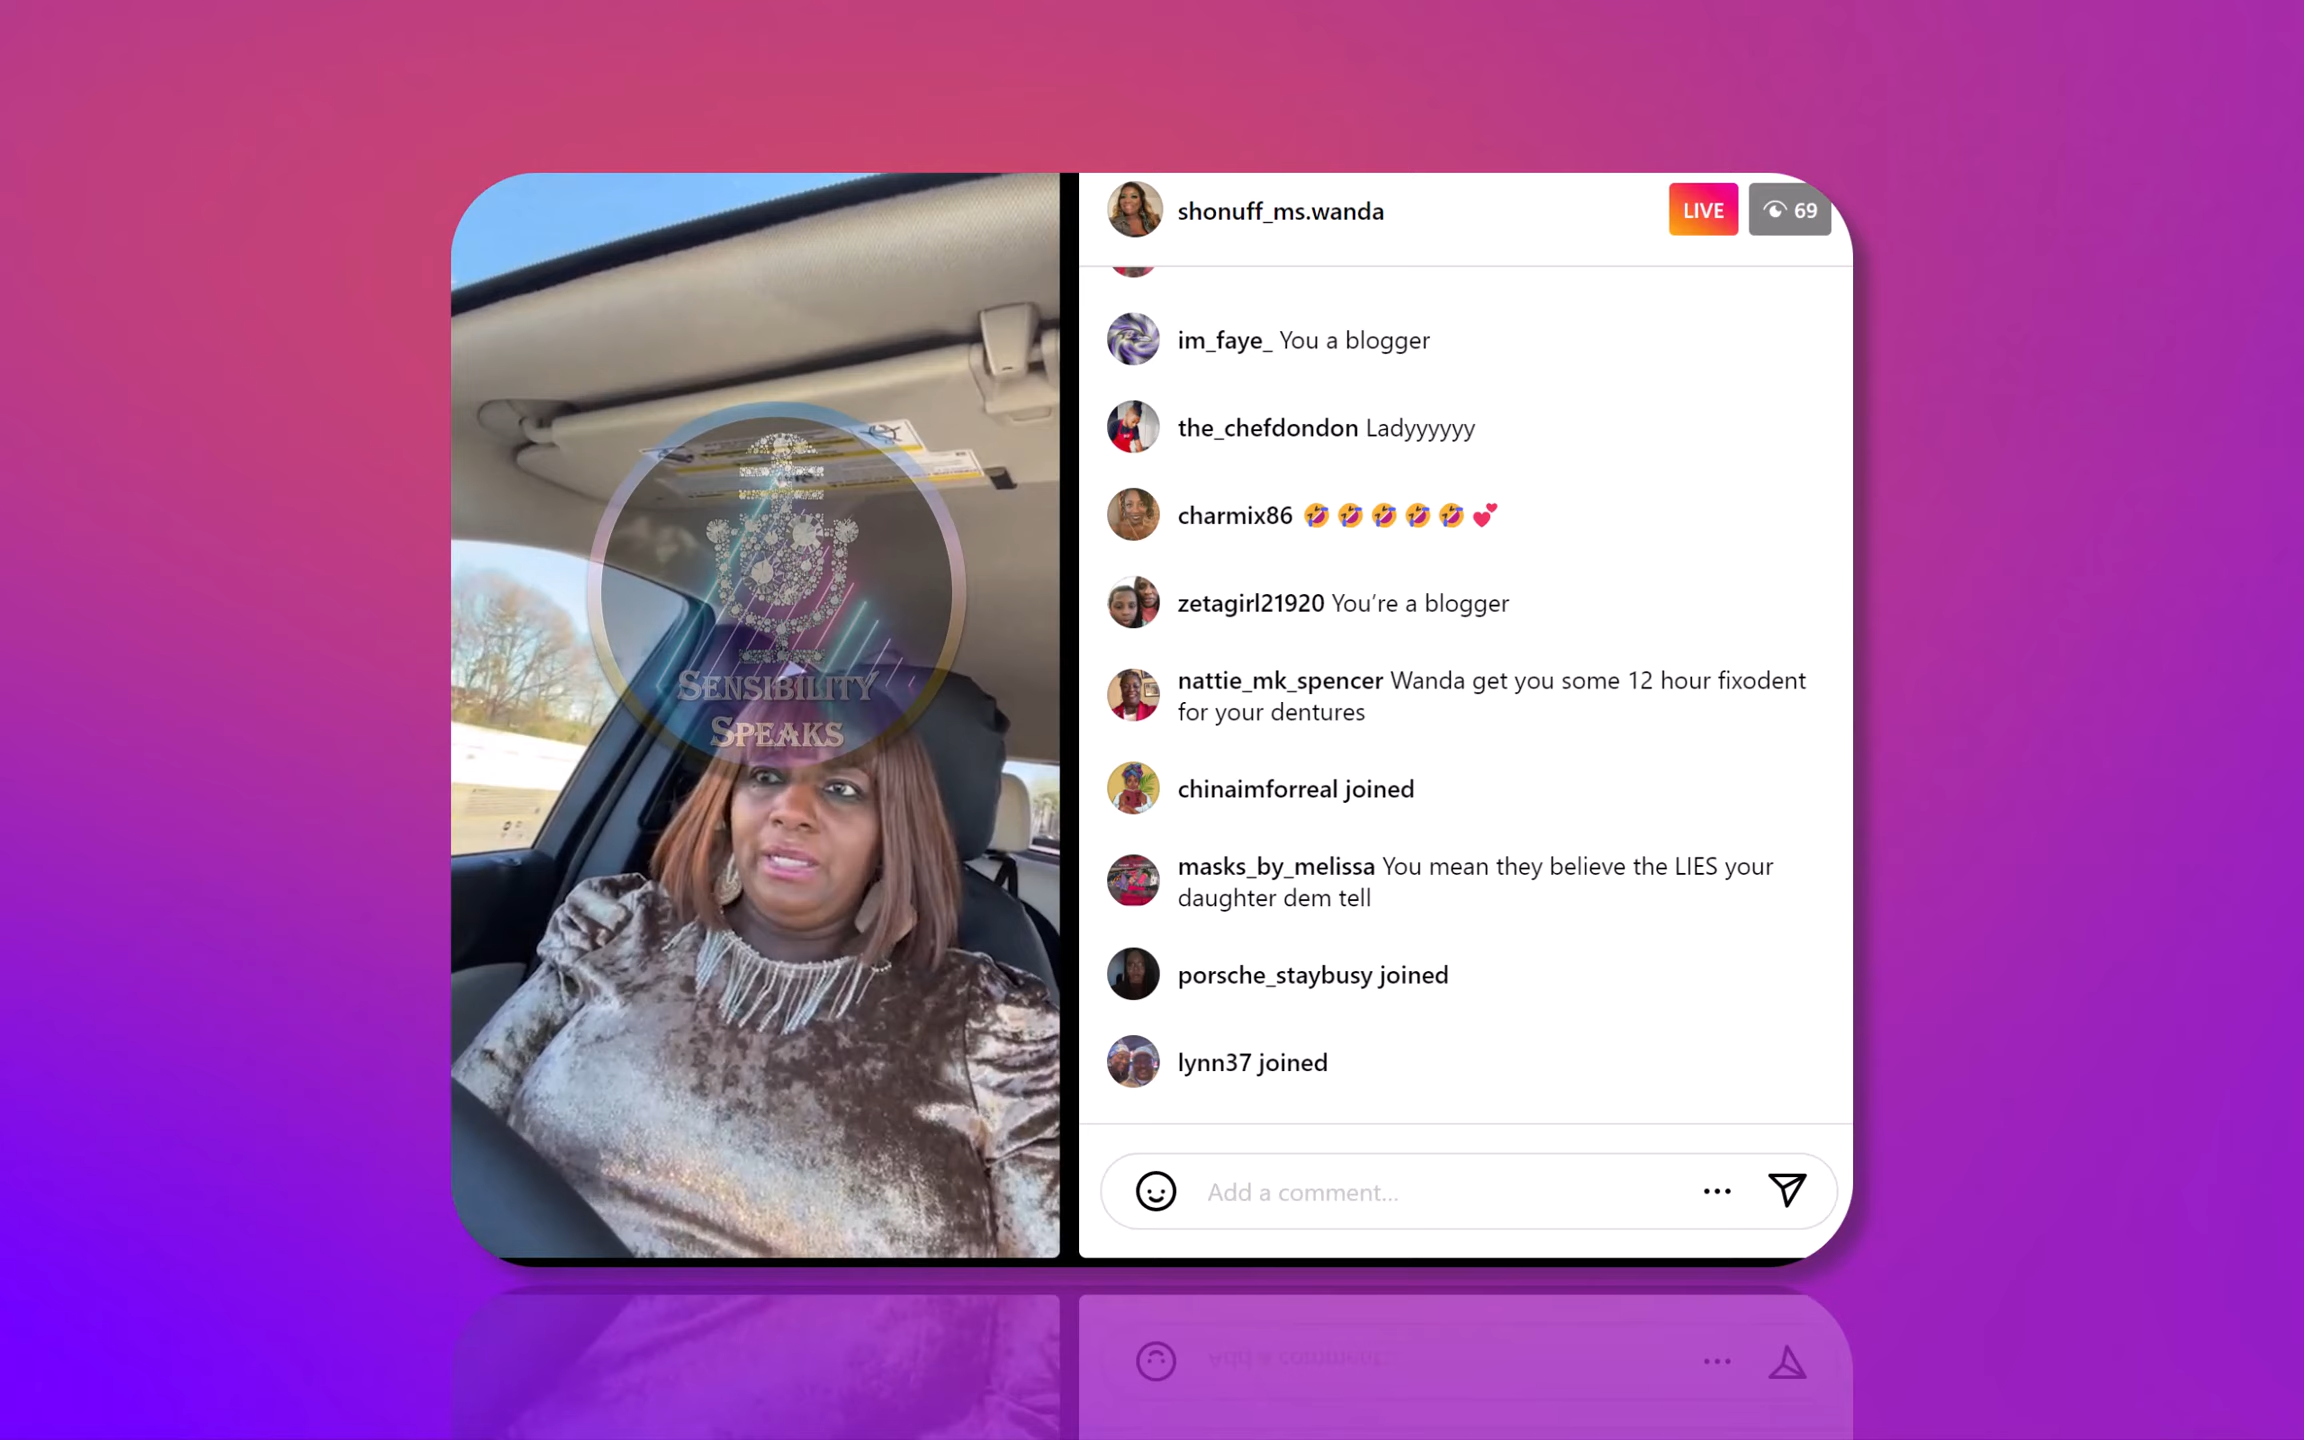 shonuff_ms.wanda
LIVE
69
im_faye_ You a blogger
the_chefdondon Ladyyyyyy
charmix86 🤣🤣🤣🤣🤣💕
zetagirl21920 You’re a blogger
nattie_mk_spencer Wanda get you some 12 hour fixodent
for your dentures
chinaimforreal joined
masks_by_melissa You mean they believe the LIES your
daughter dem tell
porsche_staybusy joined
lynn37 joined
Add a comment...
SENSIBILITY
SPEAKS